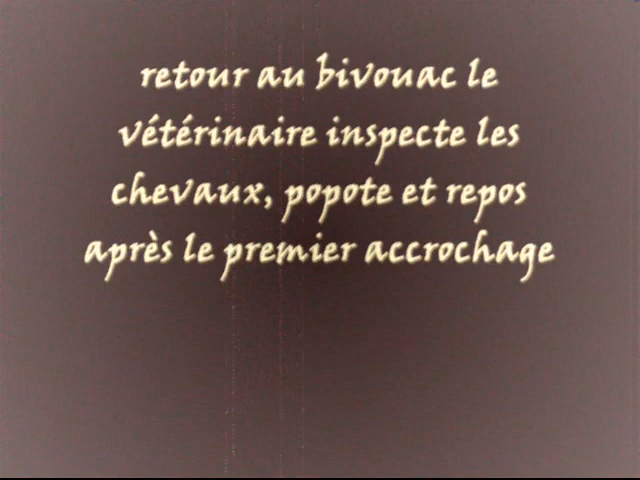 retour au bivouac le
vétérinaire inspecte les
chevaux, popote et repos
après le premier accrochage